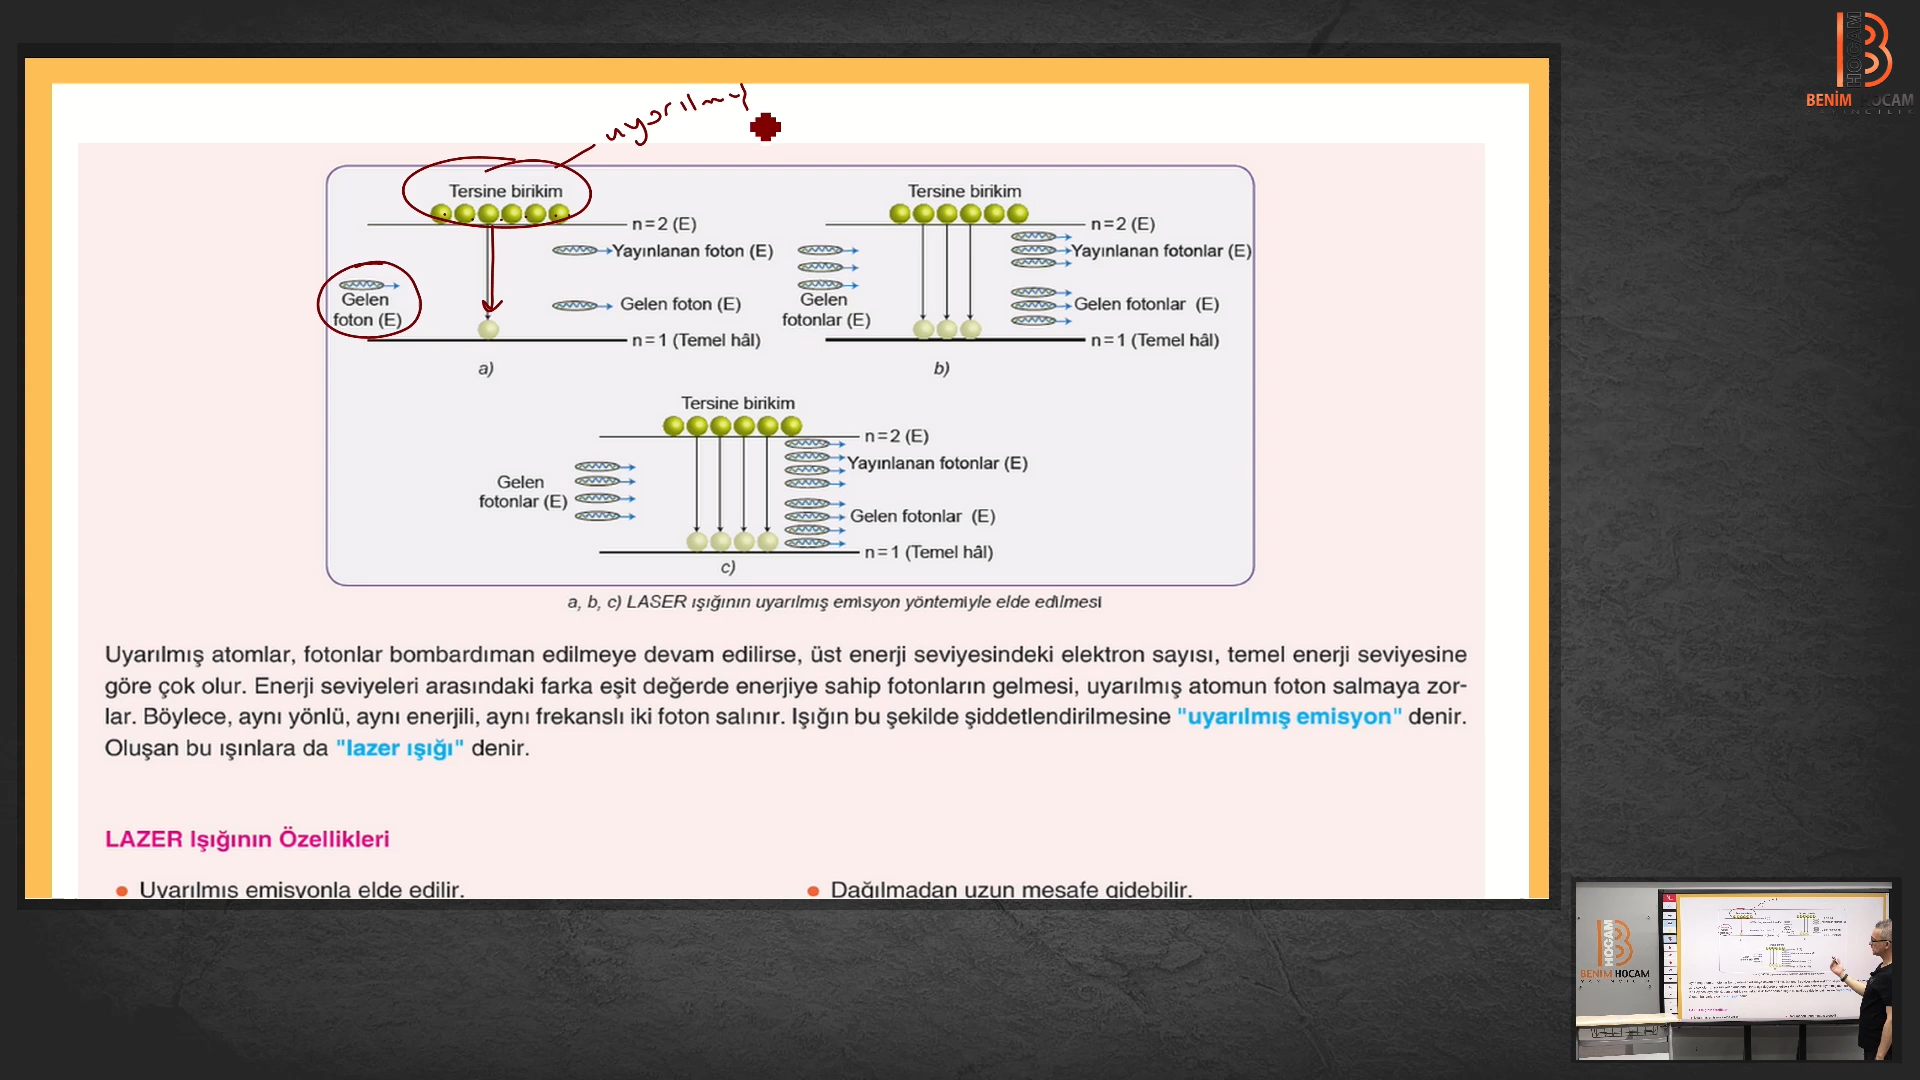 BENİM HOCAM
uyarılmış
Tersine birikim
n=2 (E)
Yayınlanan foton (E)
Gelen
foton (E)
Gelen foton (E)
n=1 (Temel hâl)
a)
Tersine birikim
n=2 (E)
Yayınlanan fotonlar (E)
Gelen
fotonlar (E)
Gelen fotonlar (E)
n=1 (Temel hâl)
b)
Tersine birikim
n=2 (E)
Yayınlanan fotonlar (E)
Gelen
fotonlar (E)
Gelen fotonlar (E)
n=1 (Temel hâl)
c)
a, b, c) LASER ışığının uyarılmış emisyon yöntemiyle elde edilmesi
Uyarılmış atomlar, fotonlar bombardıman edilmeye devam edilirse, üst enerji seviyesindeki elektron sayısı, temel enerji seviyesine
göre çok olur. Enerji seviyeleri arasındaki farka eşit değerde enerjiye sahip fotonların gelmesi, uyarılmış atomun foton salmaya zor-
lar. Böylece, aynı yönlü, aynı enerjili, aynı frekanslı iki foton salınır. Işığın bu şekilde şiddetlendirilmesine "uyarılmış emisyon" denir.
Oluşan bu ışınlara da "lazer ışığı" denir.
LAZER Işığının Özellikleri
• Uyarılmış emisyonla elde edilir.
• Dağılmadan uzun mesafe gidebilir.
HOCAM
BENİM HOCAM